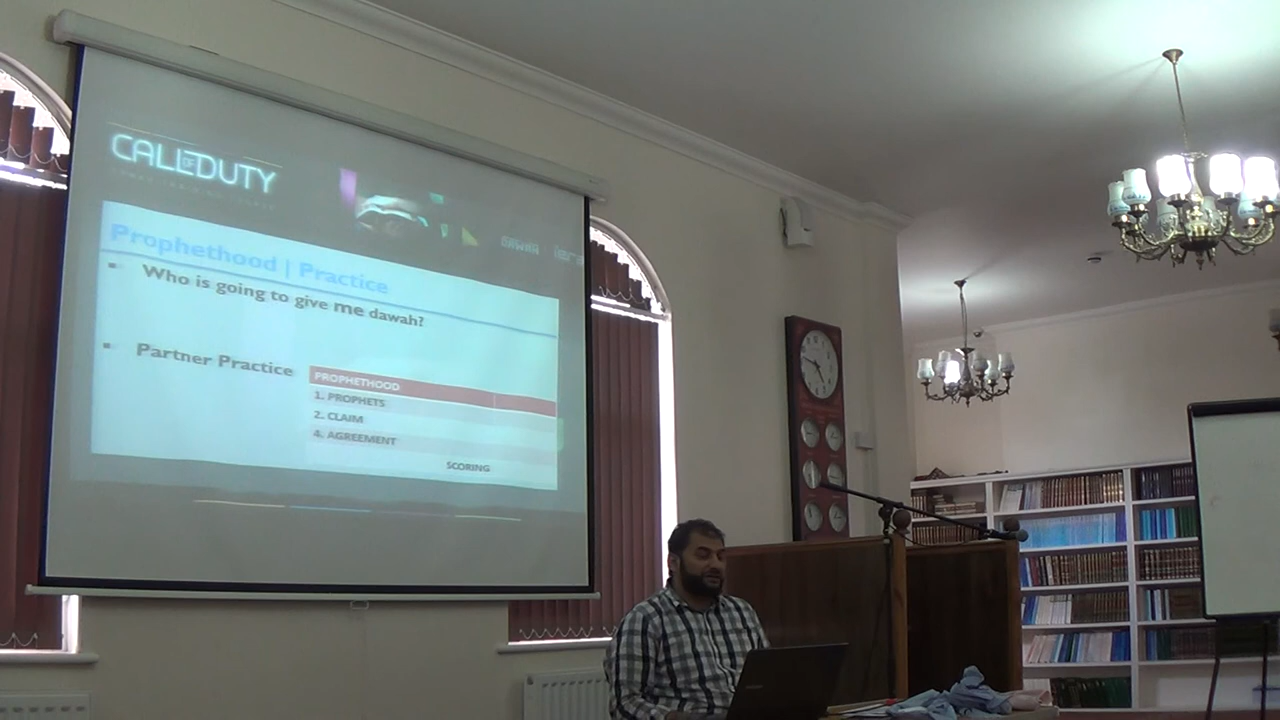 CALL OF DUTY
Prophethood | Practice
Who is going to give me dawah?
Partner Practice
PROPHETHOOD
1. PROPHETS
2. CLAIM
4. AGREEMENT
SCORING